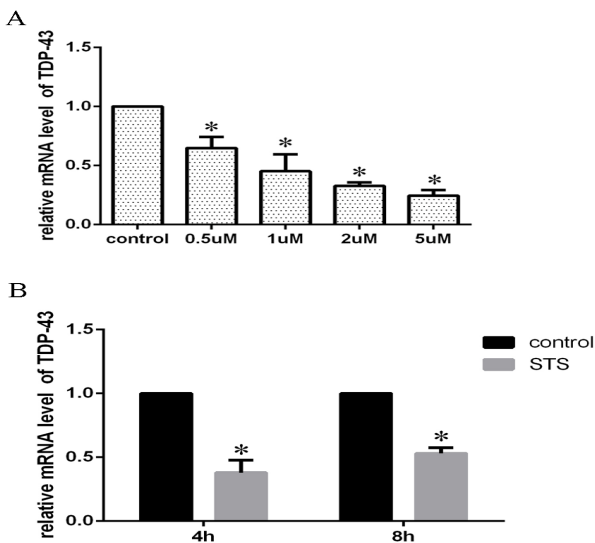 A
relative mRNA level of TDP-43
1.5
1.0
0.5
0.0
* * * *
control 0.5uM 1uM 2uM 5uM
B
relative mRNA level of TDP-43
1.5
1.0
0.5
0.0
* *
4h 8h
control
STS